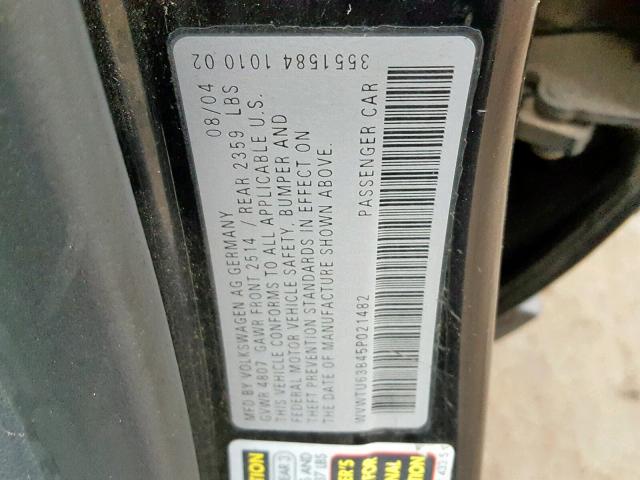 3551584 1010 02
08/04
MFD BY VOLKSWAGEN AG GERMANY
GVWR 4807 GAWR FRONT 2514 / REAR 2359 LBS
THIS VEHICLE CONFORMS TO ALL APPLICABLE U.S.
FEDERAL MOTOR VEHICLE SAFETY, BUMPER AND
THEFT PREVENTION STANDARDS IN EFFECT ON
THE DATE OF MANUFACTURE SHOWN ABOVE.
WVWTU63B45P021482 PASSENGER CAR